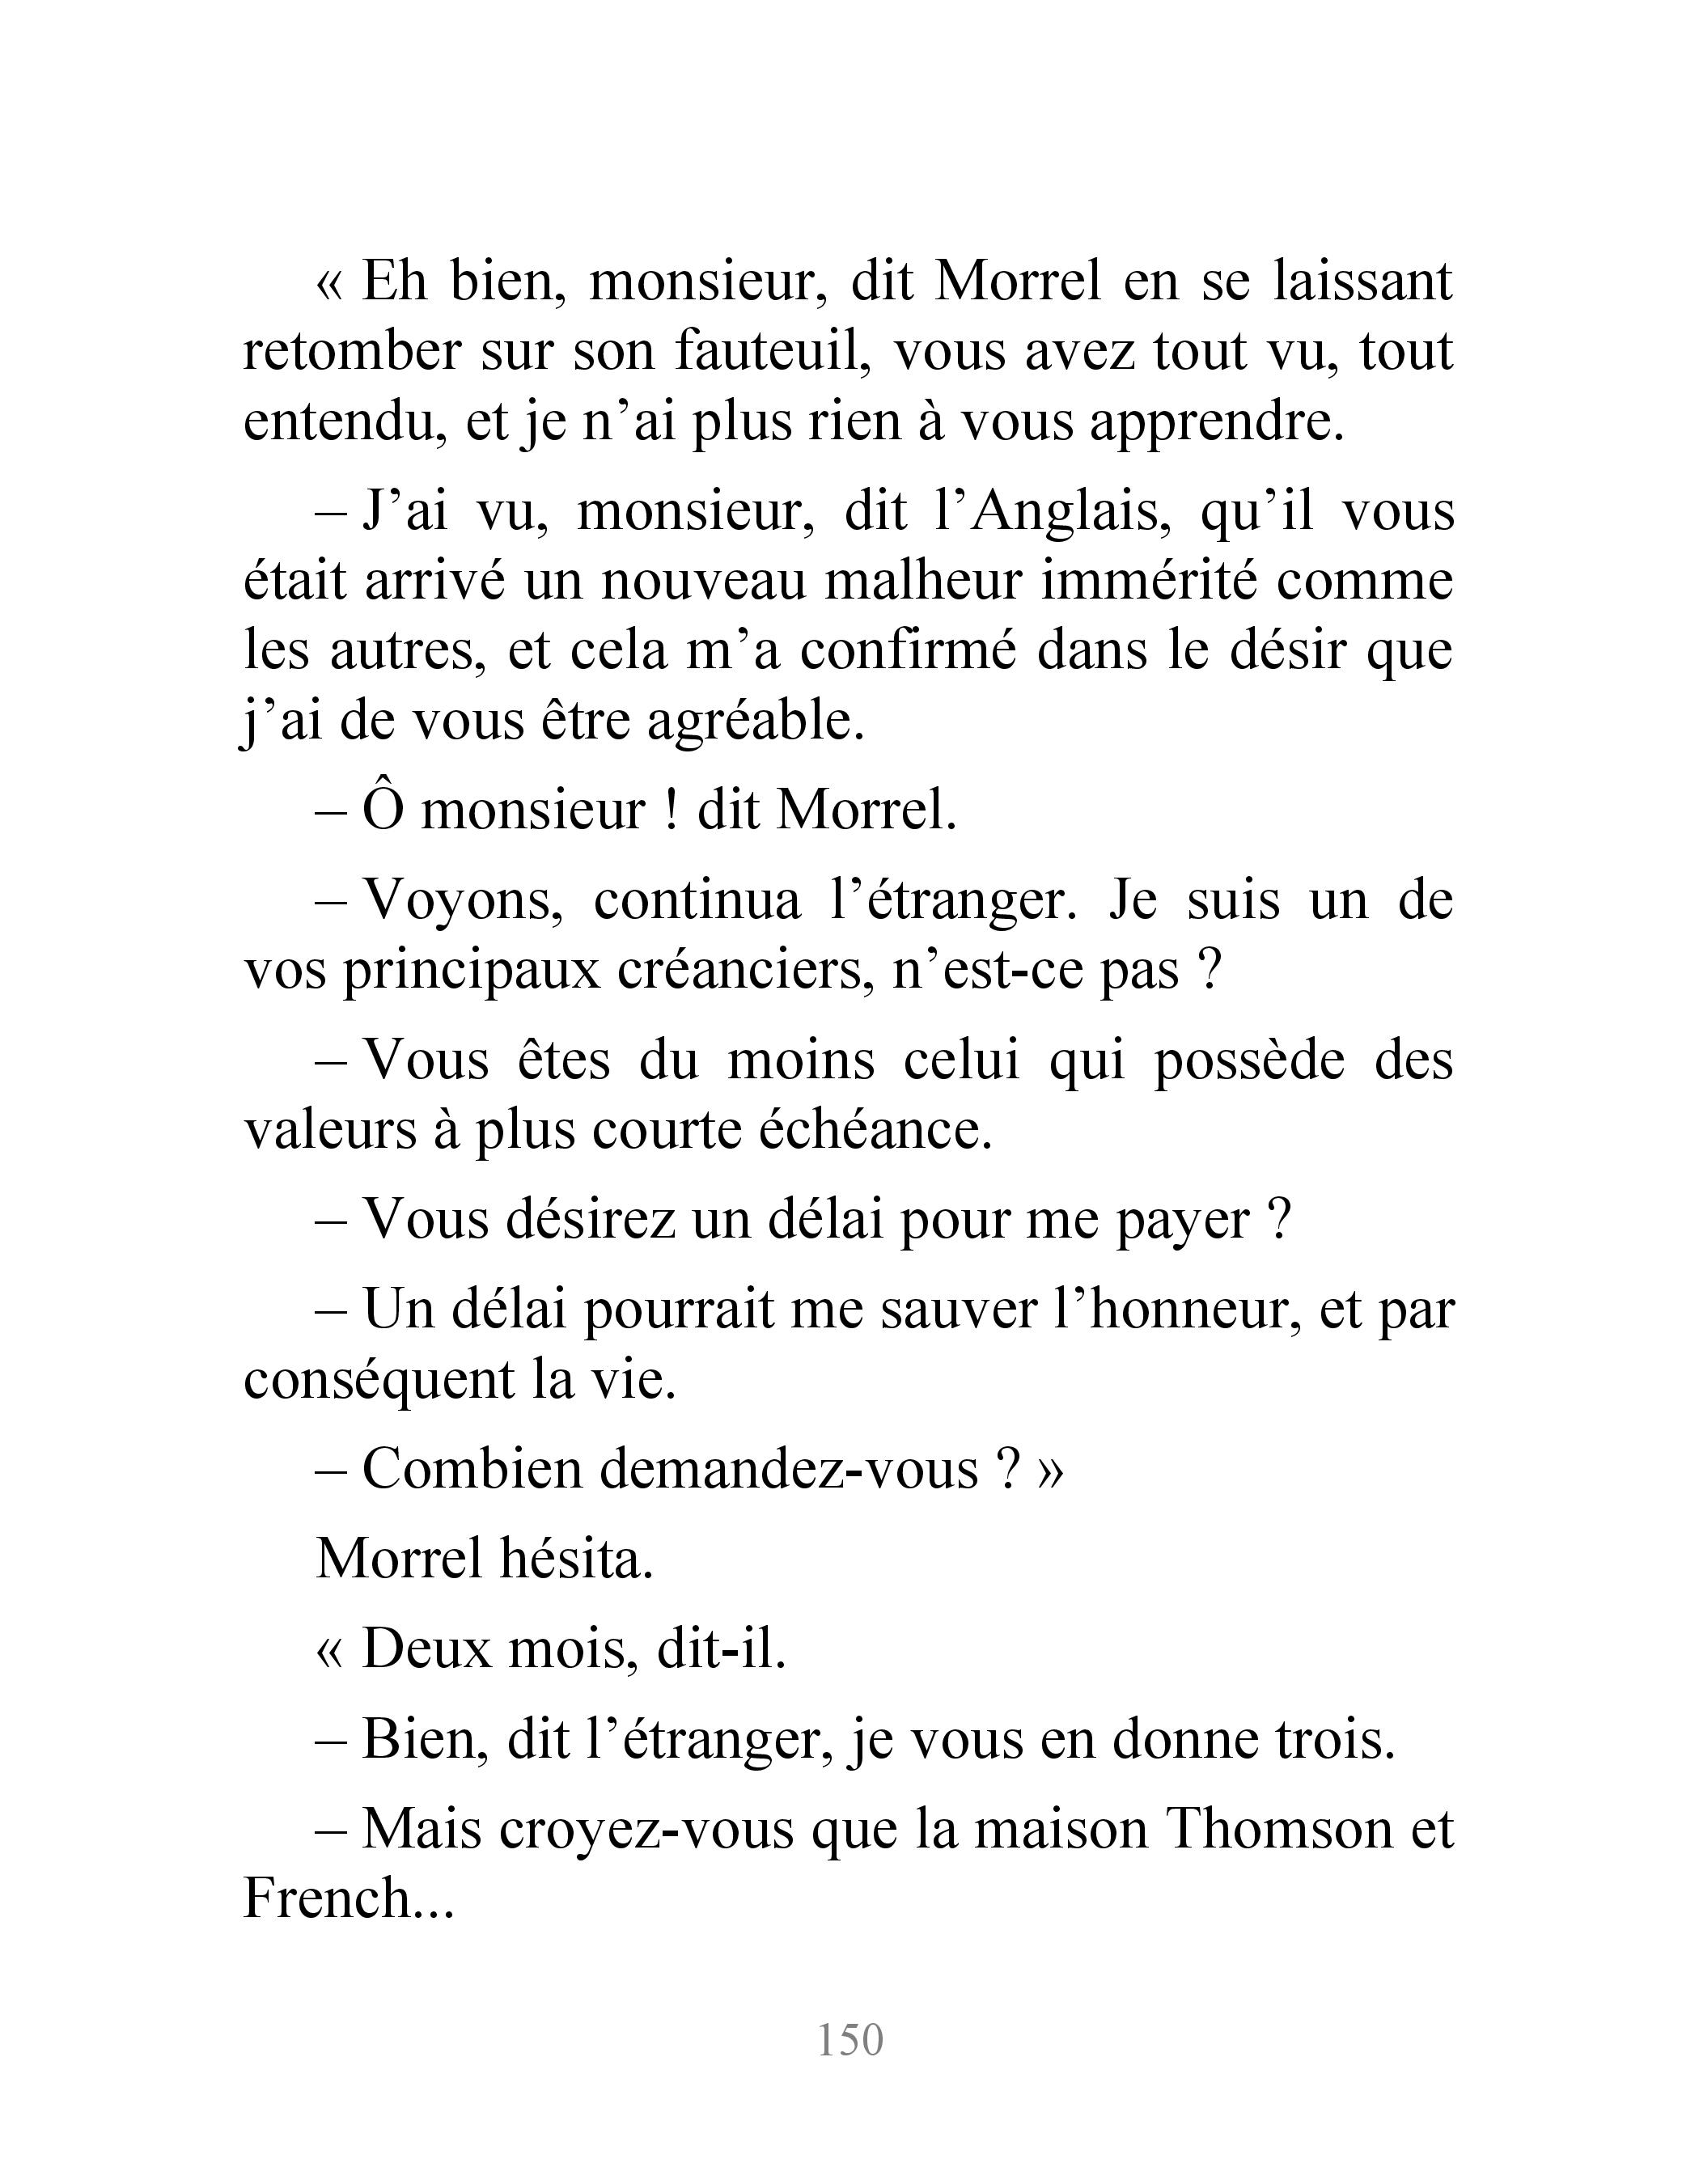 « Eh bien, monsieur, dit Morrel en se laissant
retomber sur son fauteuil, vous avez tout vu, tout
entendu, et je n’ai plus rien à vous apprendre.
– J’ai vu, monsieur, dit l’Anglais, qu’il vous
était arrivé un nouveau malheur immérité comme
les autres, et cela m’a confirmé dans le désir que
j’ai de vous être agréable.
– Ô monsieur ! dit Morrel.
– Voyons, continua l’étranger. Je suis un de
vos principaux créanciers, n’est-ce pas ?
– Vous êtes du moins celui qui possède des
valeurs à plus courte échéance.
– Vous désirez un délai pour me payer ?
– Un délai pourrait me sauver l’honneur, et par
conséquent la vie.
– Combien demandez-vous ? »
Morrel hésita.
« Deux mois, dit-il.
– Bien, dit l’étranger, je vous en donne trois.
– Mais croyez-vous que la maison Thomson et
French...
150